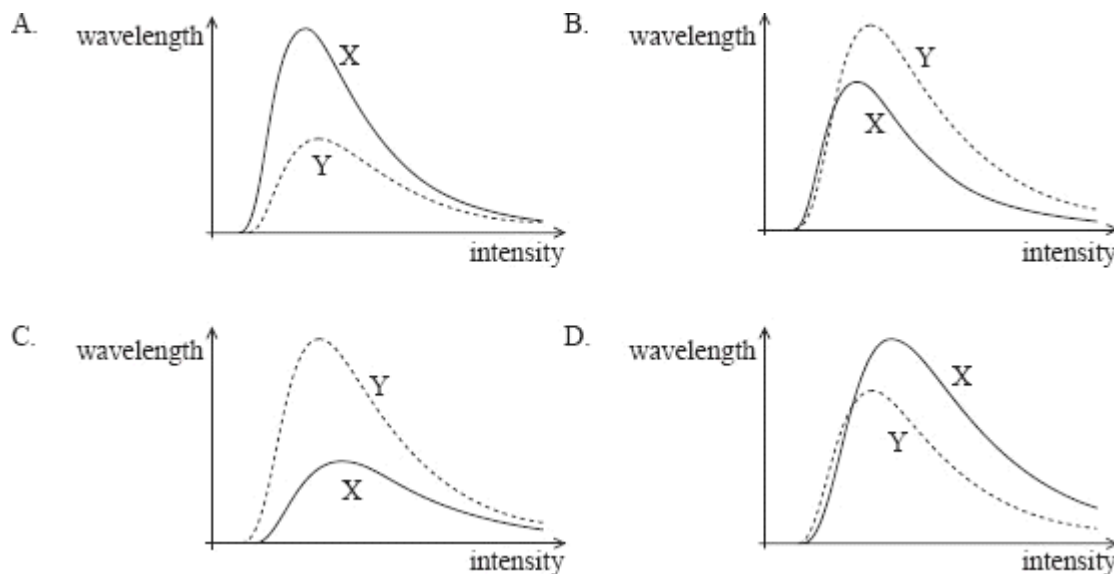 A.
wavelength
X
Y
intensity
B.
wavelength
Y
X
intensity
C.
wavelength
Y
X
intensity
D.
wavelength
X
Y
intensity